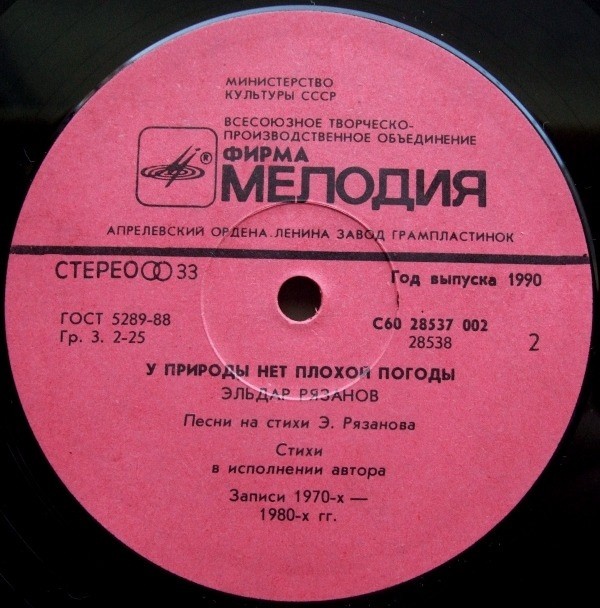 МИНИСТЕРСТВО
КУЛЬТУРЫ СССР
ВСЕСОЮЗНОЕ ТВОРЧЕСКО-
ПРОИЗВОДСТВЕННОЕ ОБЪЕДИНЕНИЕ
®
ФИРМА
МЕЛОДИЯ
АПРЕЛЕВСКИЙ ОРДЕНА ЛЕНИНА ЗАВОД ГРАМПЛАСТИНОК
СТЕРЕО 33
Год выпуска 1990
ГОСТ 5289-88
Гр. 3. 2-25
С60 28537 002
28538
2
У ПРИРОДЫ НЕТ ПЛОХОЙ ПОГОДЫ
ЭЛЬДАР РЯЗАНОВ
Песни на стихи Э. Рязанова
Стихи
в исполнении автора
Записи 1970-х —
1980-х гг.